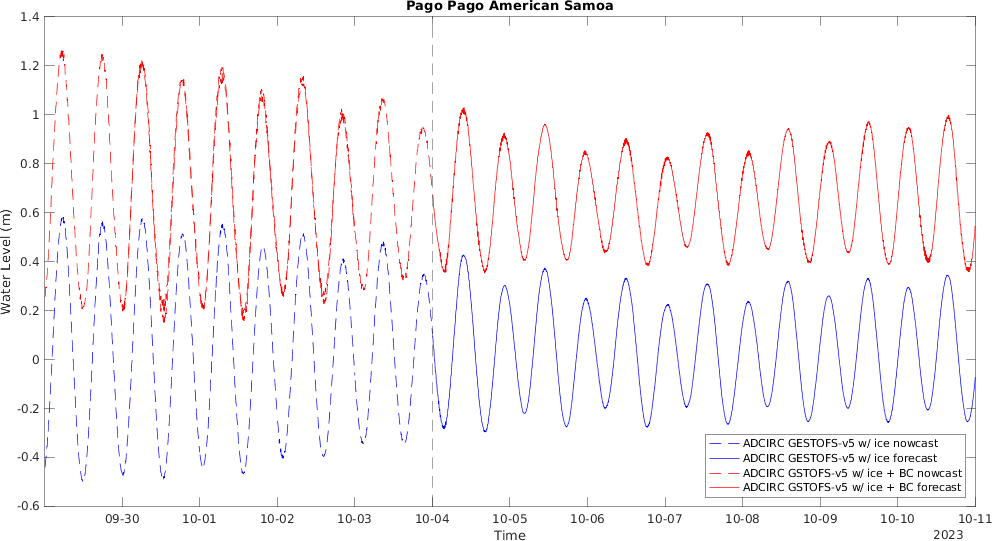 Pago Pago American Samoa
1.4
1.2
1
0.8
0.6
0.4
0.2
0
-0.2
-0.4
-0.6
Water Level (m)
09-30 10-01 10-02 10-03 10-04 10-05 10-06 10-07 10-08 10-09 10-10 10-11
Time
2023
ADCIRC GESTOFS-v5 w/ ice nowcast
ADCIRC GESTOFS-v5 w/ ice forecast
ADCIRC GSTOFS-v5 w/ ice + BC nowcast
ADCIRC GSTOFS-v5 w/ ice + BC forecast